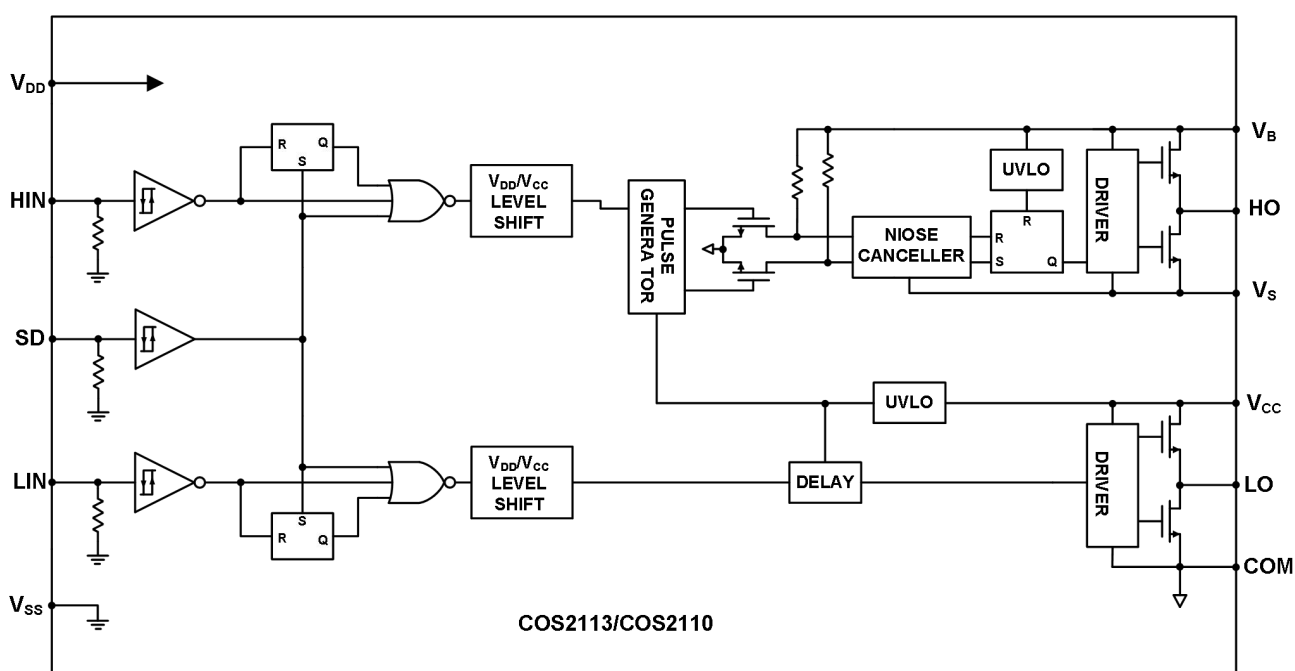 VDD
R
Q
S
HIN
VDD/VCC
LEVEL
SHIFT
PULSE
GENERA TOR
UVLO
R
NIOSE
CANCELLER
R
S
Q
DRIVER
VB
HO
VS
SD
UVLO
VCC
LIN
VDD/VCC
LEVEL
SHIFT
DELAY
DRIVER
LO
S
R
Q
COM
VSS
COS2113/COS2110